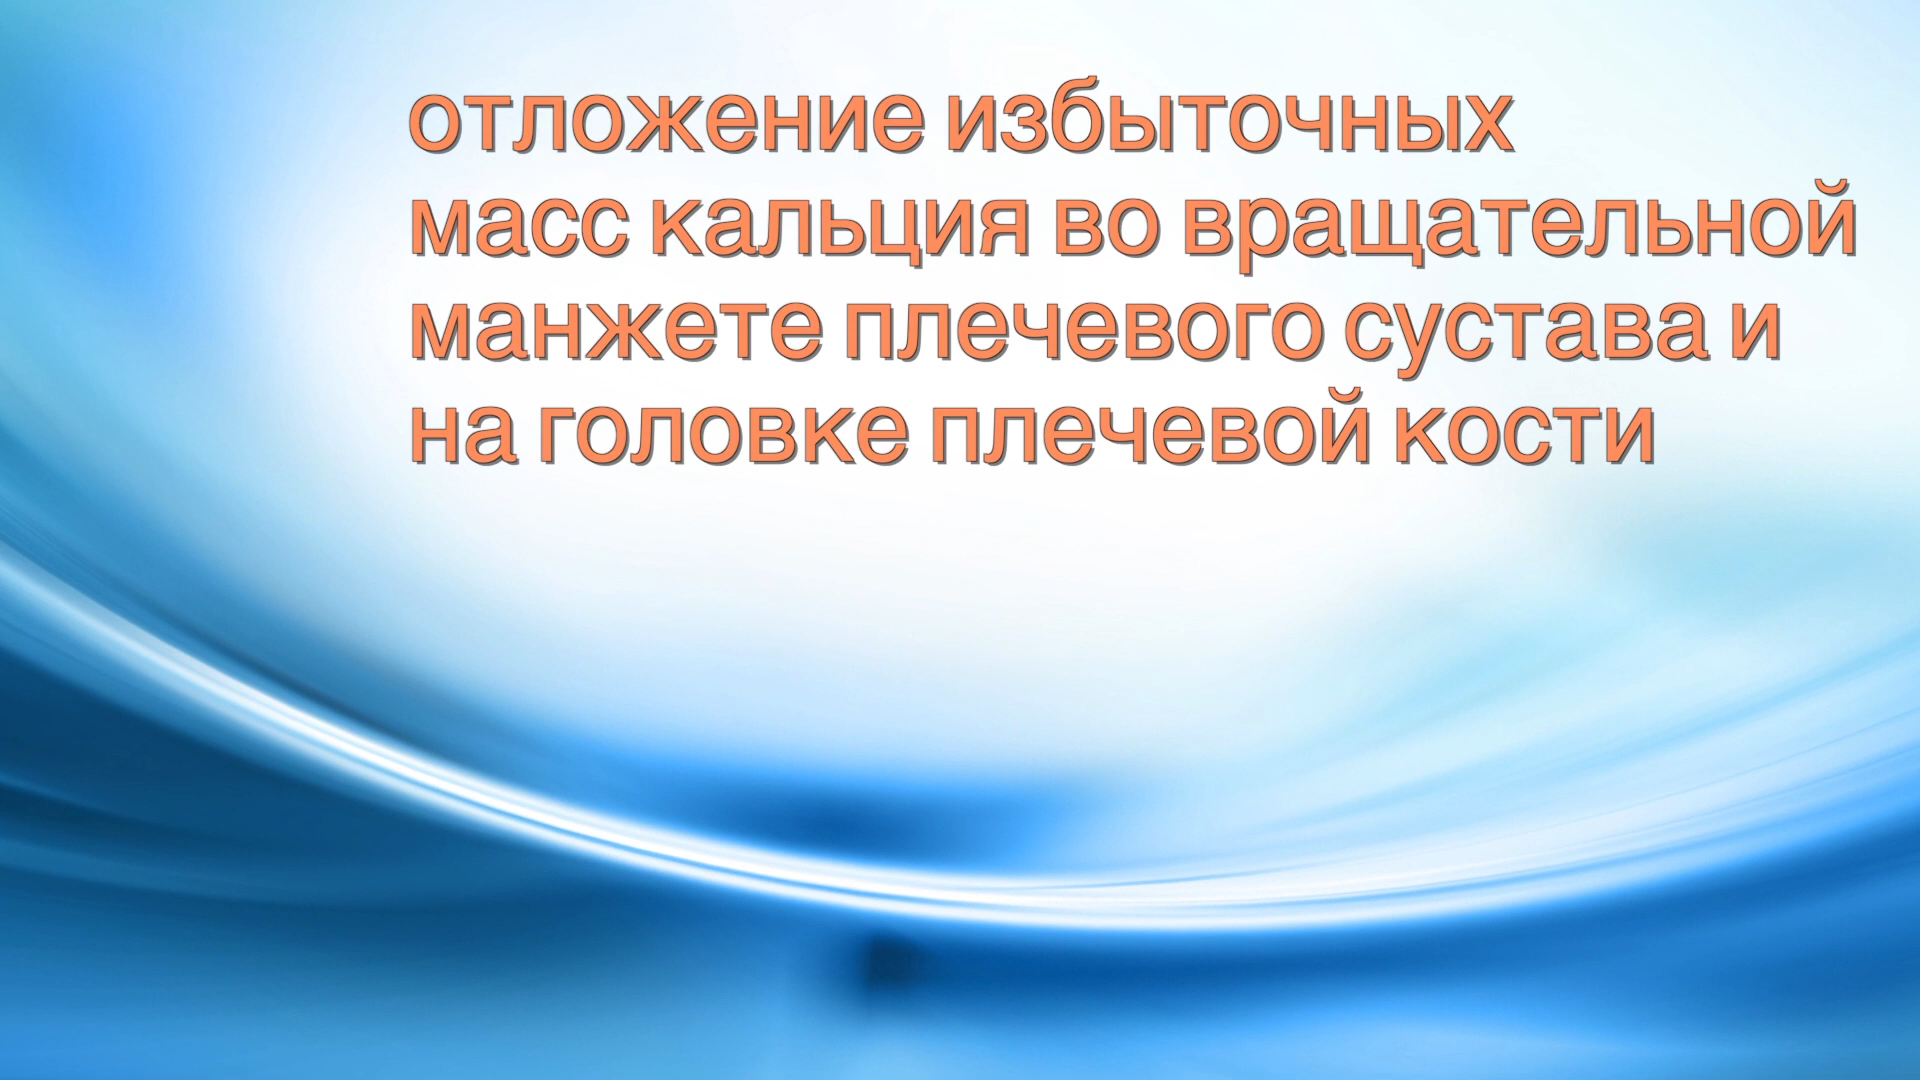 отложение избыточных
масс кальция во вращательной
манжете плечевого сустава и
на головке плечевой кости